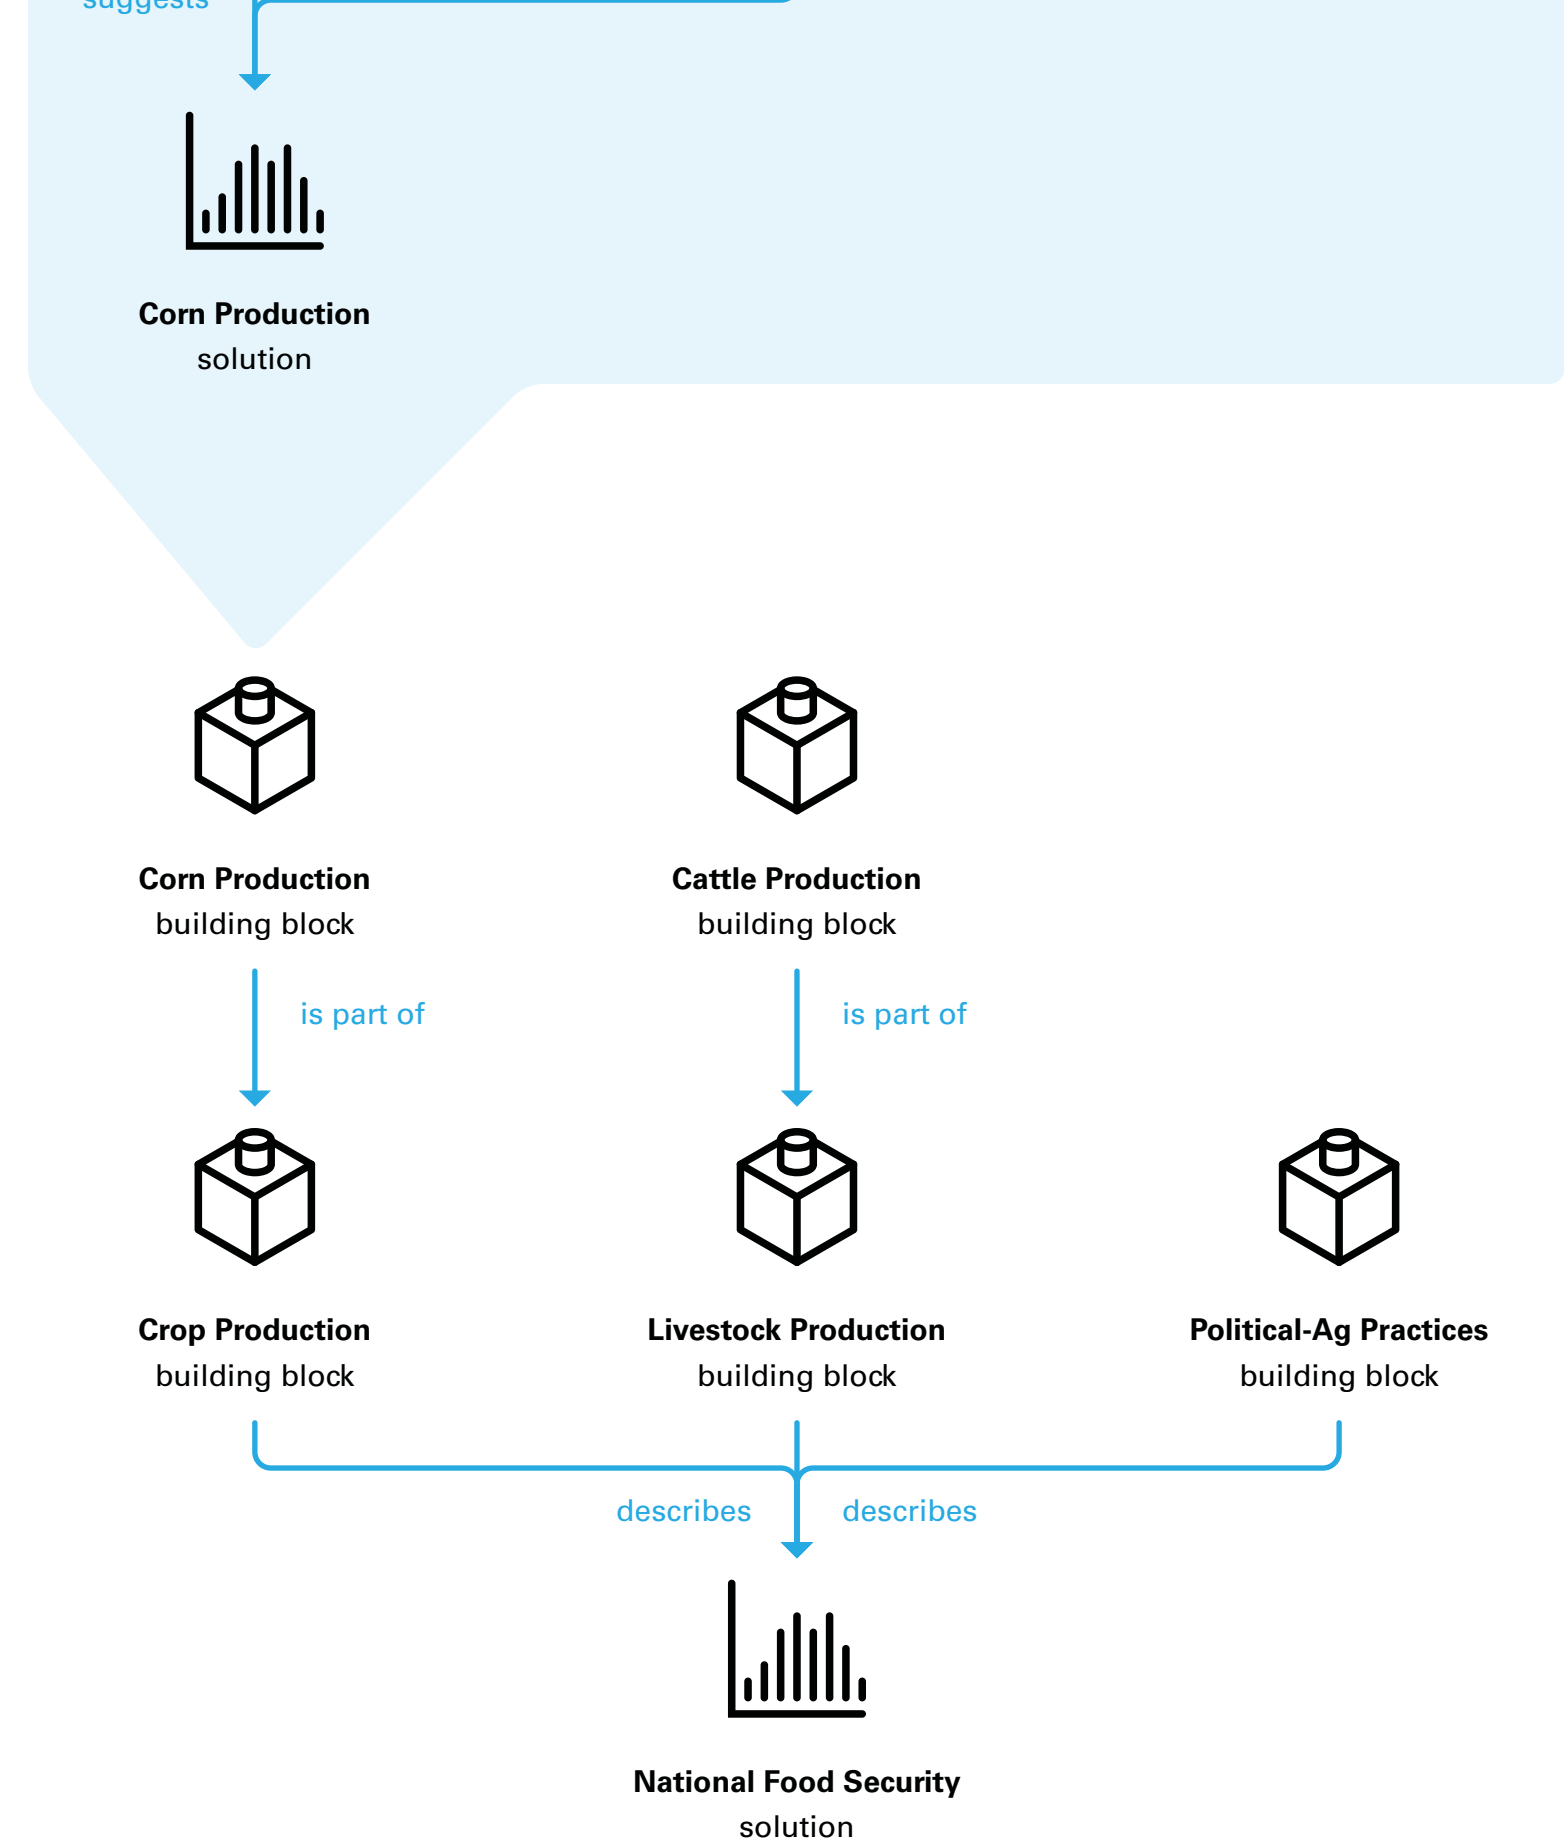 suggests
Corn Production
solution
Corn Production
building block
Cattle Production
building block
is part of
is part of
Crop Production
building block
Livestock Production
building block
Political-Ag Practices
building block
describes
describes
National Food Security
solution